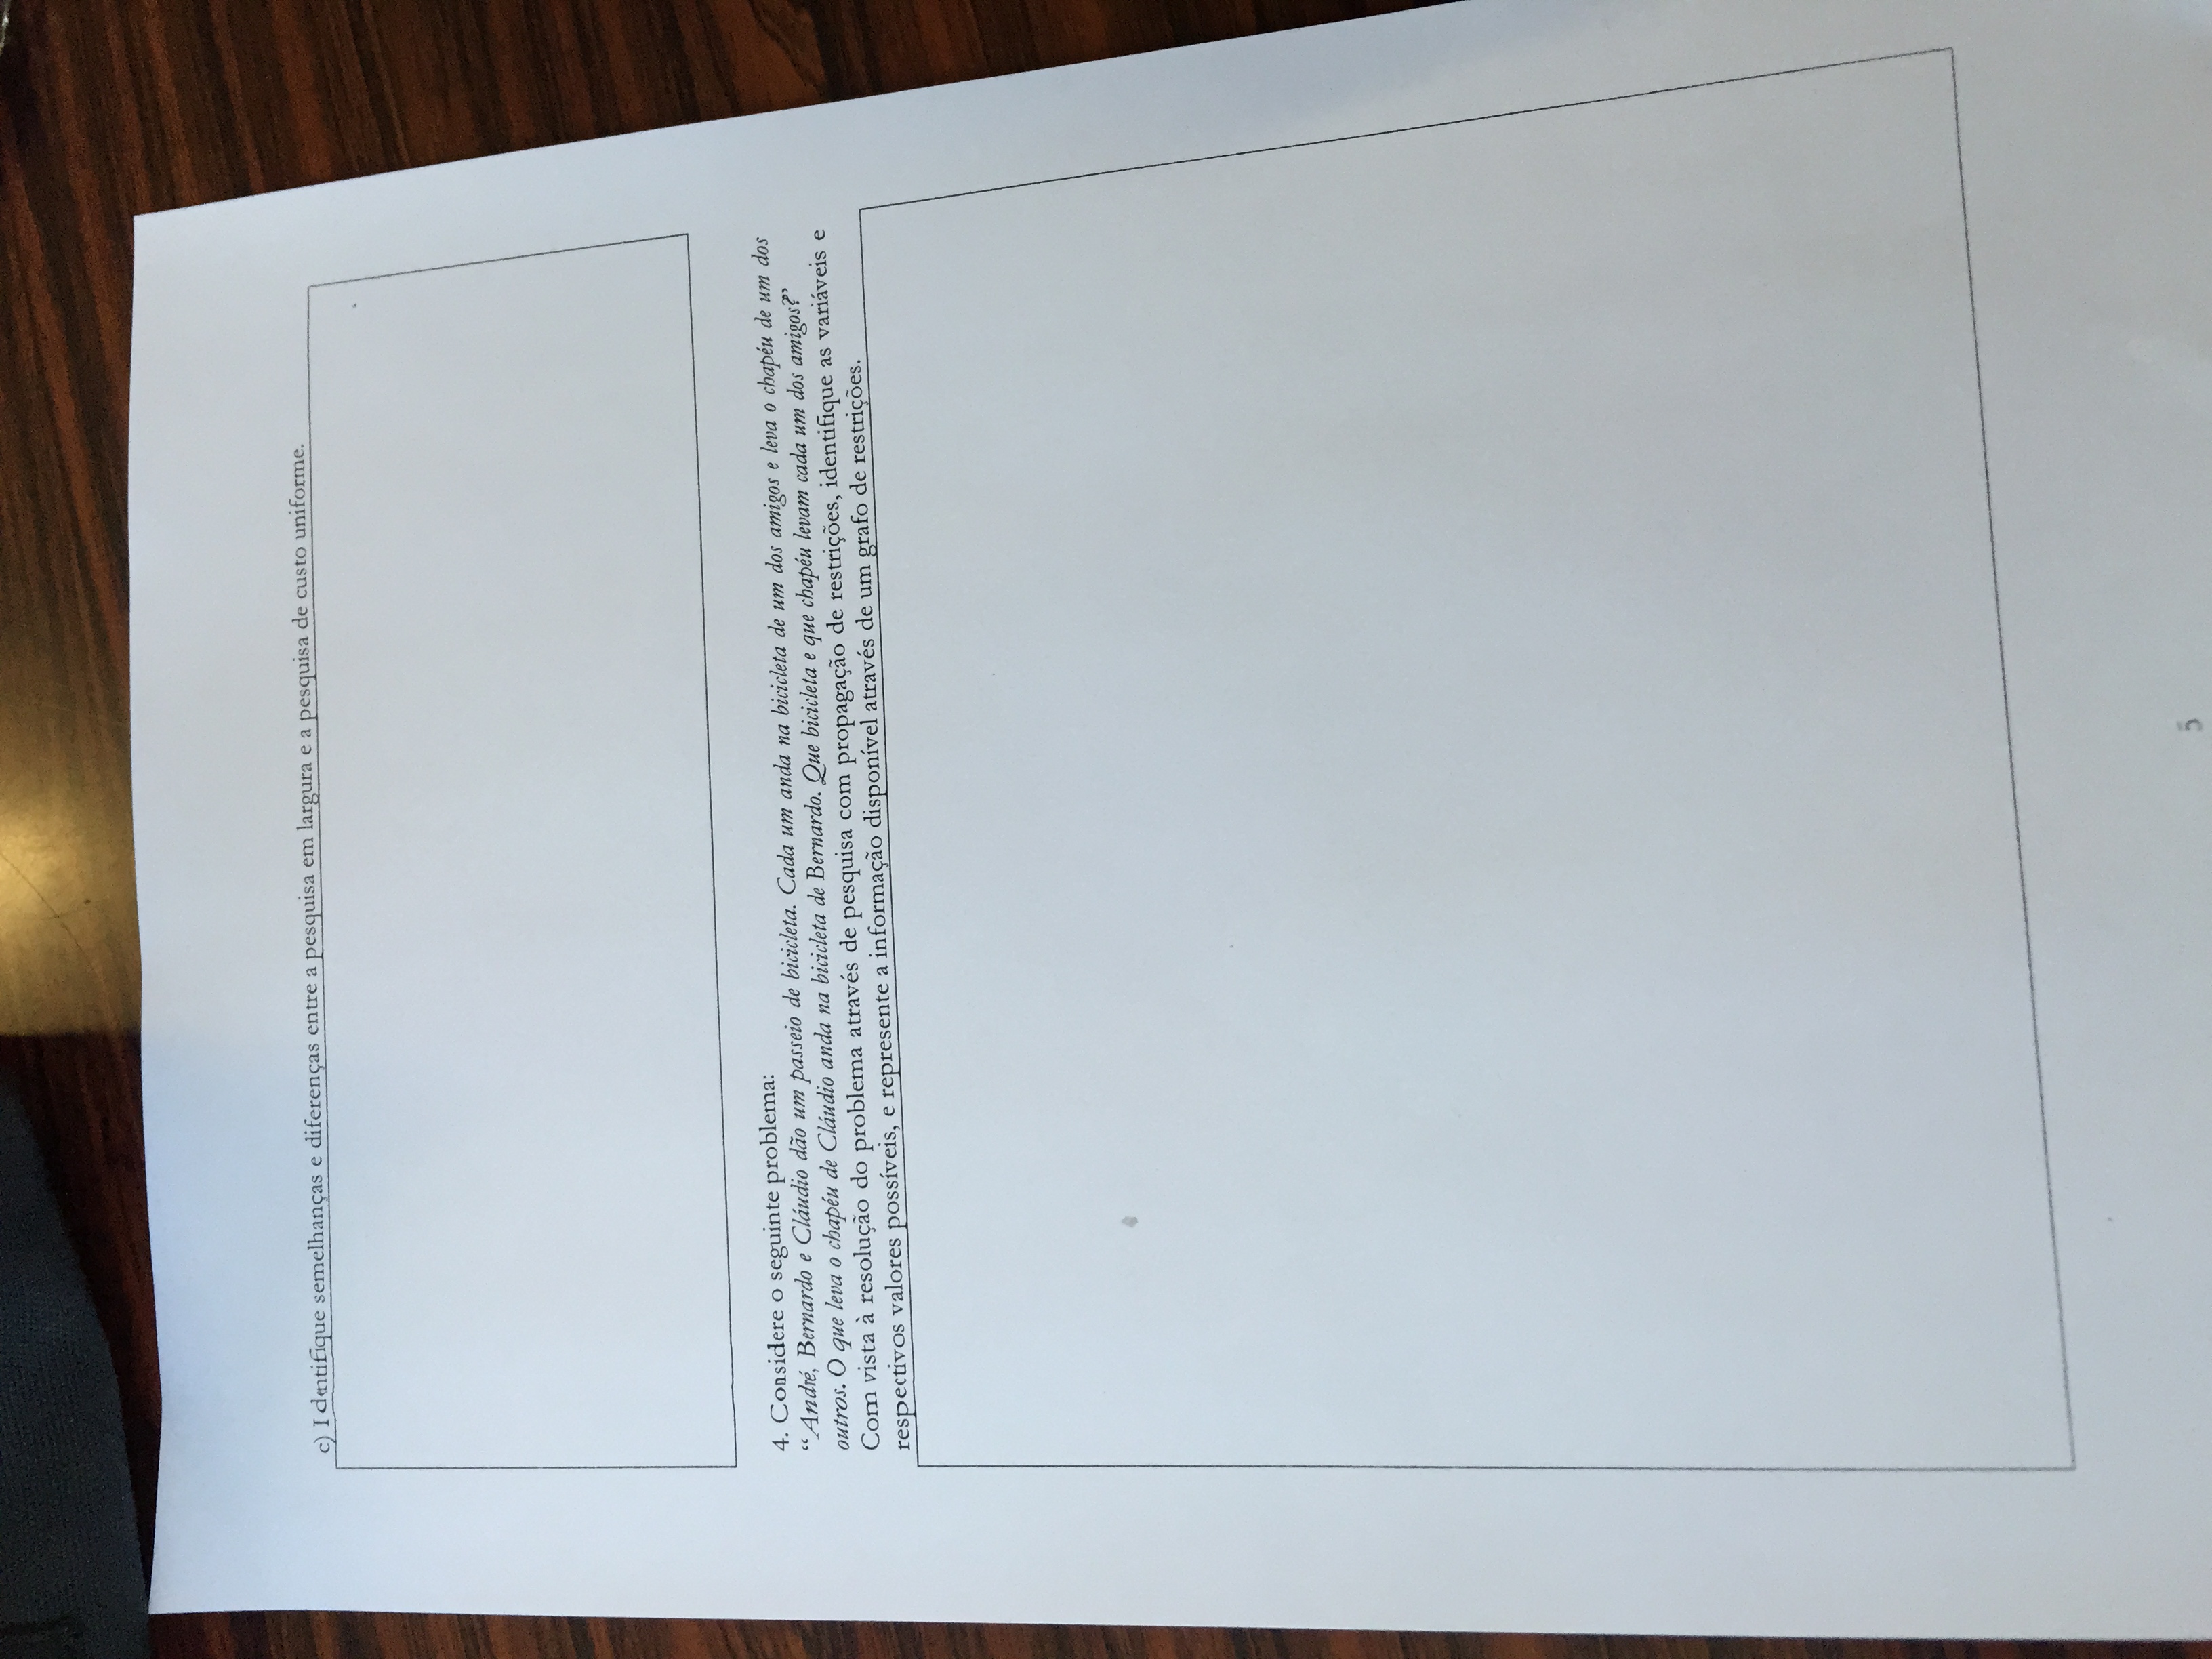 c) Identifique semelhanças e diferenças entre a pesquisa em largura e a pesquisa de custo uniforme.
4. Considere o seguinte problema:
“André, Bernardo e Cláudio dão um passeio de bicicleta. Cada um anda na bicicleta de um dos amigos e leva o chapéu de um dos
outros. O que leva o chapéu de Cláudio anda na bicicleta de Bernardo. Que bicicleta e que chapéu levam cada um dos amigos?”
Com vista à resolução do problema através de pesquisa com propagação de restrições, identifique as variáveis e
respectivos valores possíveis, e represente a informação disponível através de um grafo de restrições.
5